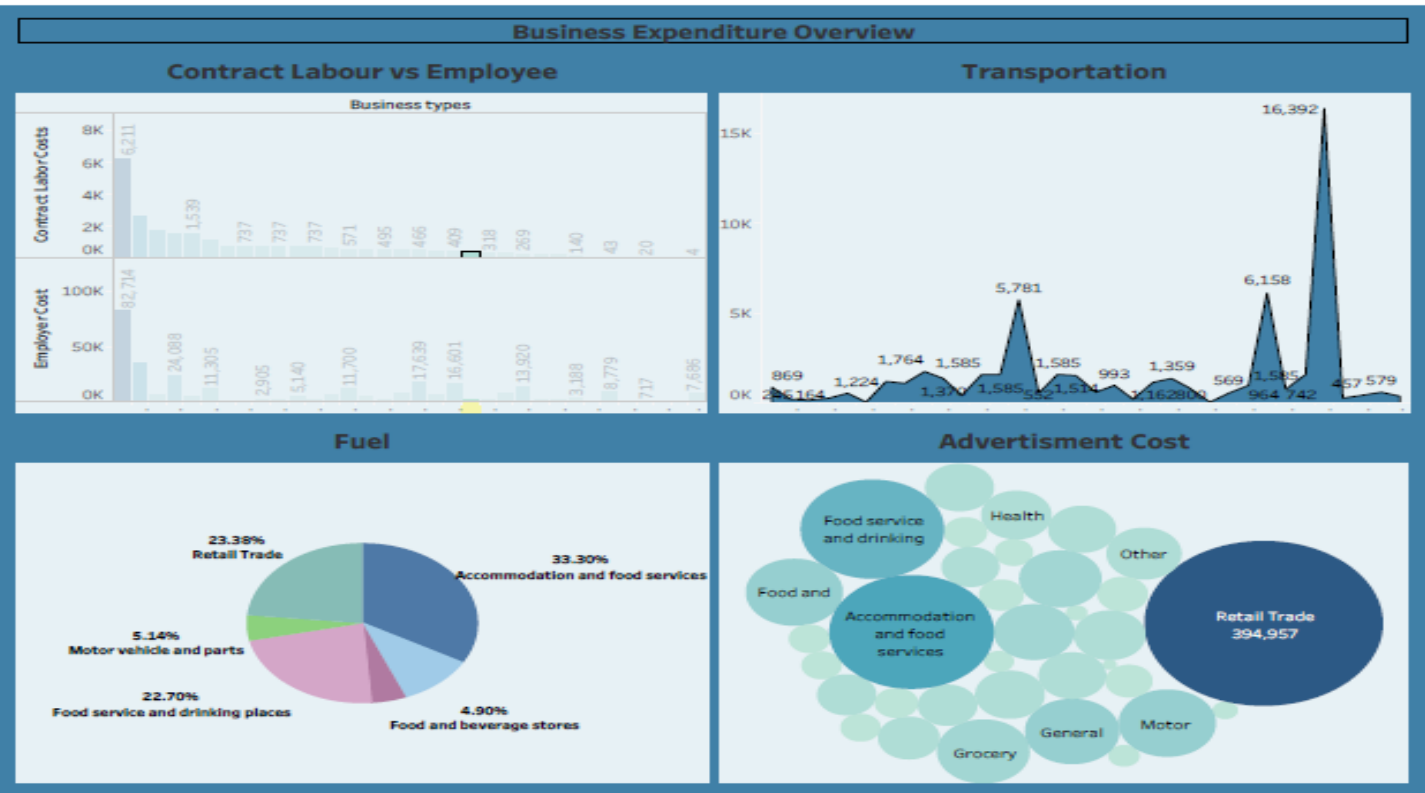 Business Expenditure Overview
Contract Labour vs Employee
Business types
Contract Labor Costs
8K
6K
4K
2K
0K
6,211
1,539
737
737
737
571
495
466
409
318
269
140
43
20
4
Employer Cost
100K
50K
0K
82,714
24,088
11,305
2,905
5,140
11,700
17,639
16,601
13,920
3,188
8,779
717
7,686
Transportation
15K
10K
5K
0K
869
164
1,224
1,764
1,585
1,585
5,781
552
1,585
1,514
993
1,162
1,359
800
569
964
6,158
1,585
742
16,392
457
579
Fuel
23.38%
Retail Trade
33.30%
Accommodation and food services
5.14%
Motor vehicle and parts
22.70%
Food service and drinking places
4.90%
Food and beverage stores
Advertisment Cost
Food service
and drinking
Health
Other
Food and
Accommodation
and food
services
Retail Trade
394,957
General
Motor
Grocery